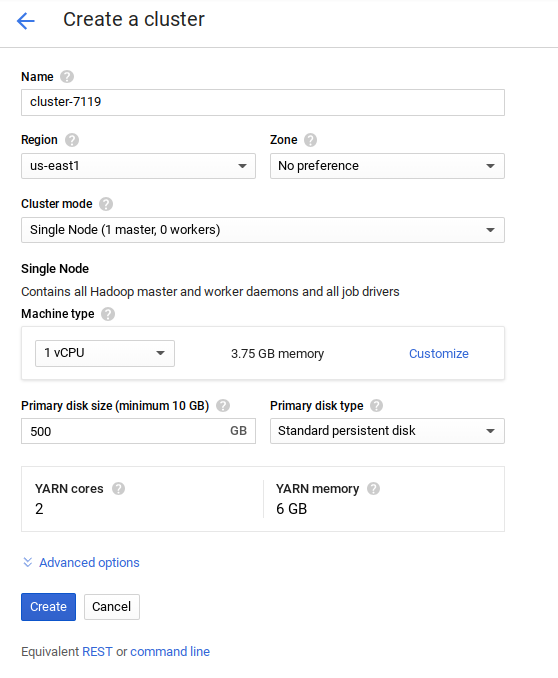 Create a cluster
Name
cluster-7119
Region Zone
us-east1 No preference
Cluster mode
Single Node (1 master, 0 workers)
Single Node
Contains all Hadoop master and worker daemons and all job drivers
Machine type
1 vCPU 3.75 GB memory Customize
Primary disk size (minimum 10 GB) Primary disk type
500 GB Standard persistent disk
YARN cores YARN memory
2 6 GB
Advanced options
Create Cancel
Equivalent REST or command line